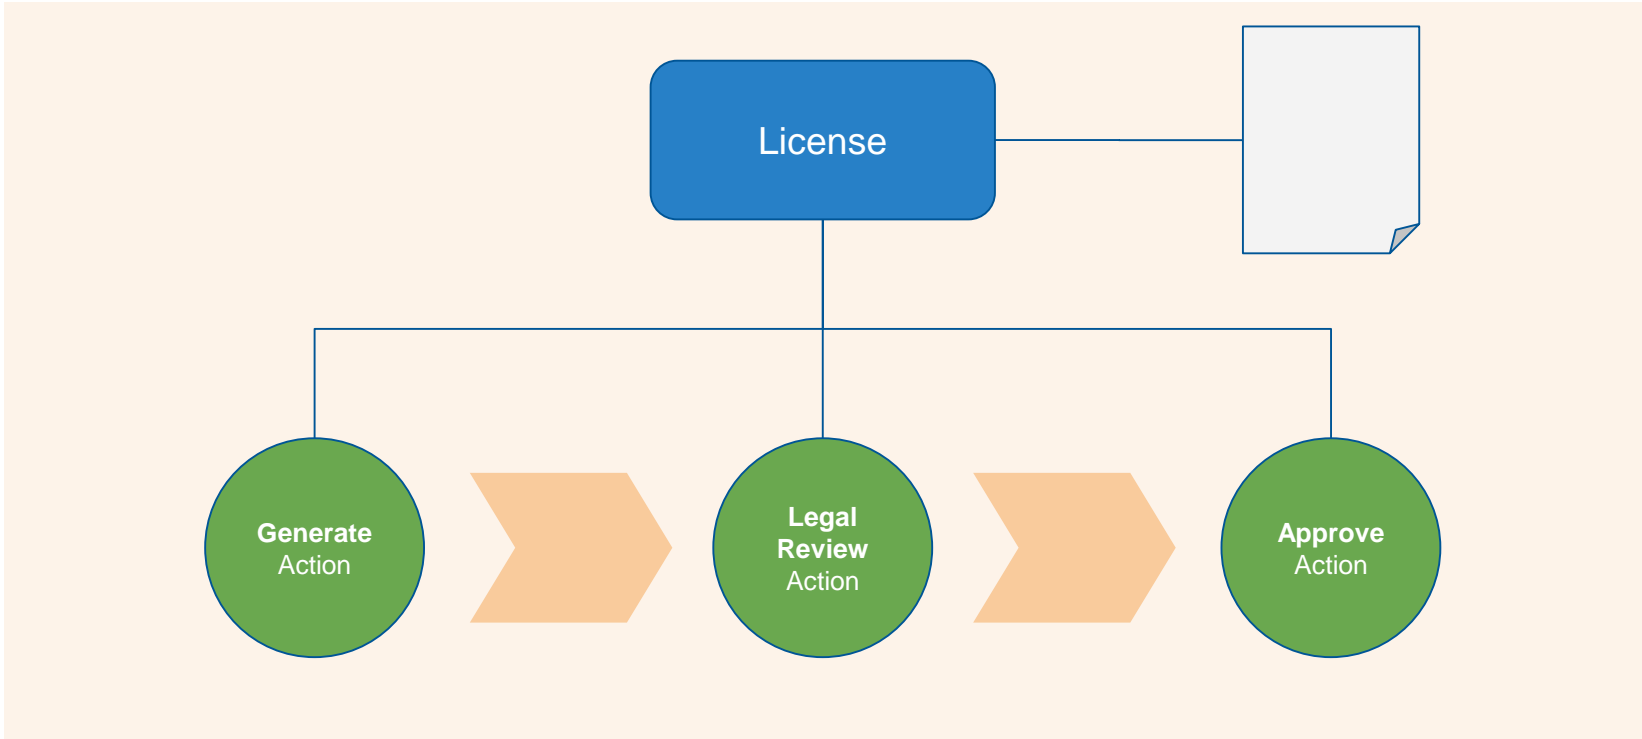 License
Generate
Action
Legal
Review
Action
Approve
Action